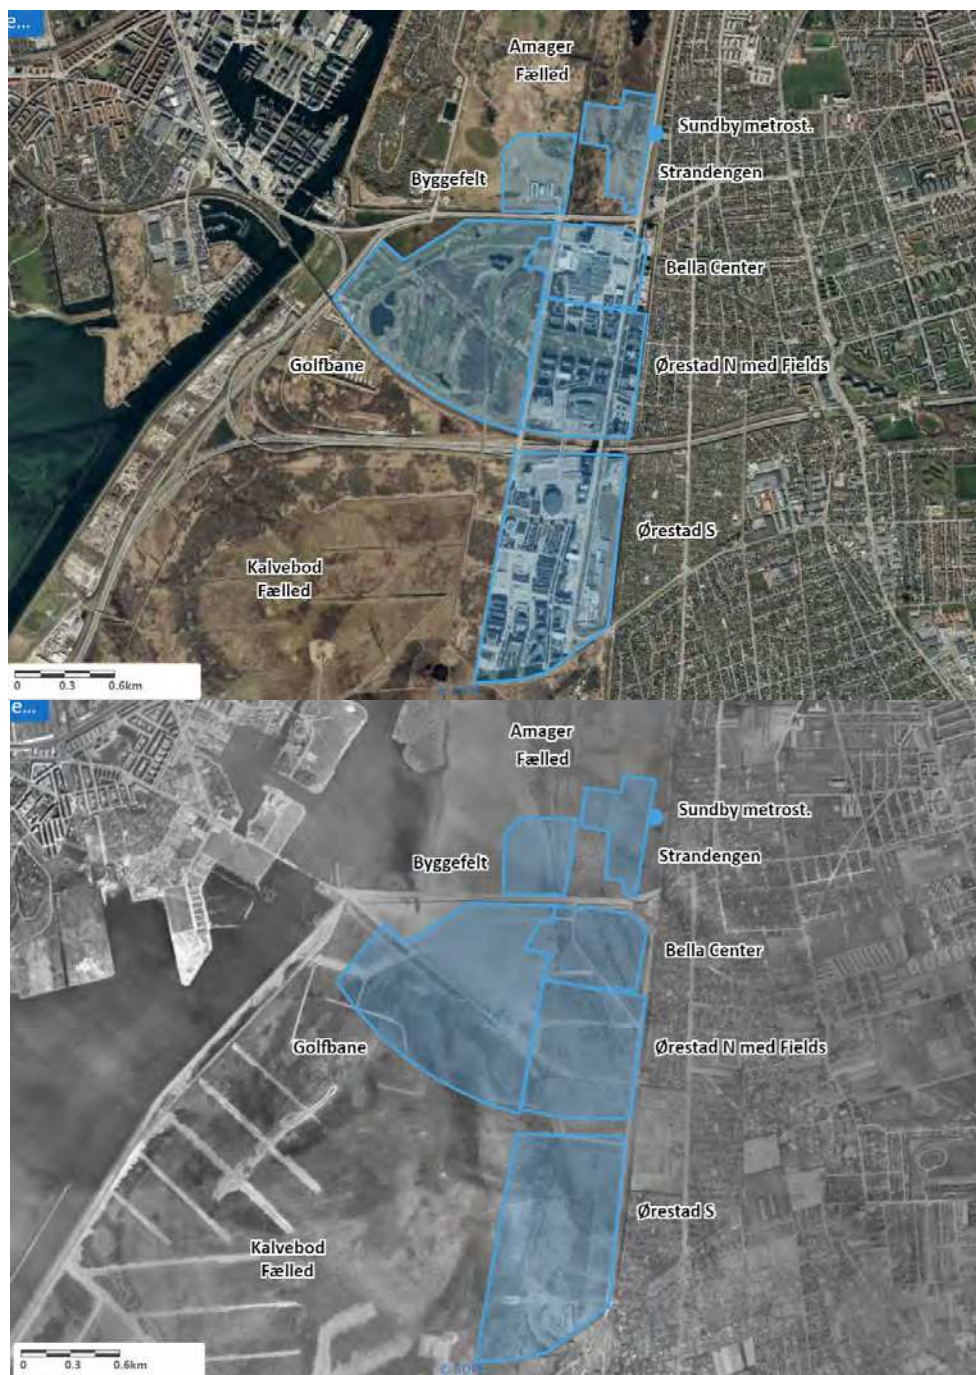 e...
Amager
Fælled
Sundby metrost.
Byggefelt
Strandengen
Bella Center
Golfbane
Ørestad N med Fields
Ørestad S
Kalvebod
Fælled
0 0.3 0.6km
e...
Amager
Fælled
Sundby metrost.
Byggefelt
Strandengen
Bella Center
Golfbane
Ørestad N med Fields
Ørestad S
Kalvebod
Fælled
0 0.3 0.6km